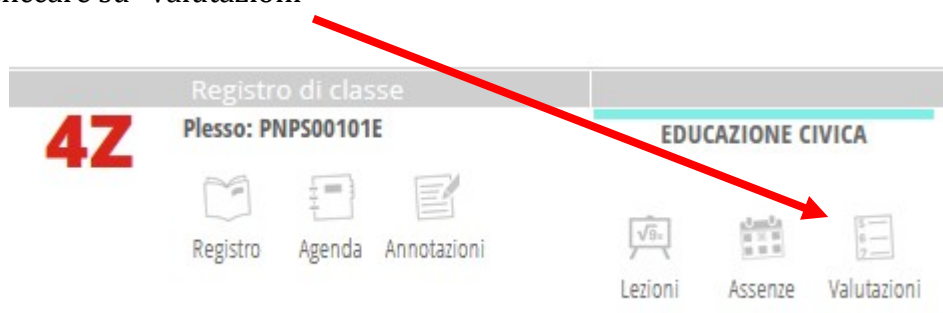 Registro di classe
4Z
Plesso: PNPS00101E
EDUCAZIONE CIVICA
Registro Agenda Annotazioni
Lezioni Assenze Valutazioni